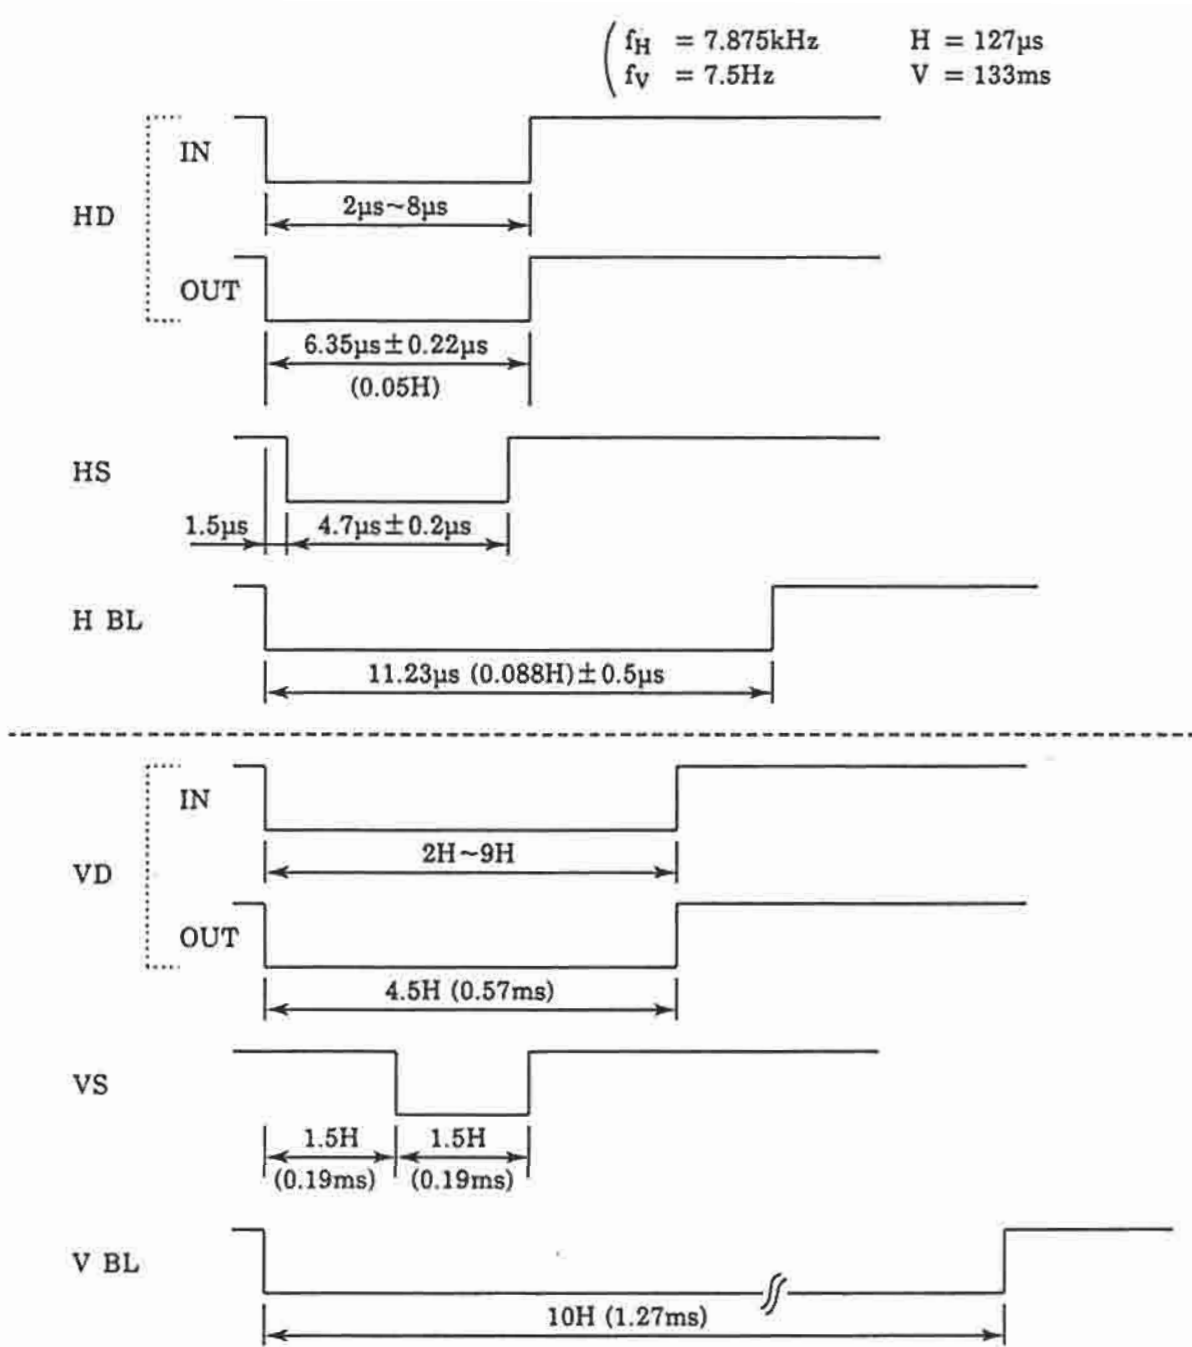 fH = 7.875kHz H = 127μs
fV = 7.5Hz V = 133ms
IN
HD
2μs~8μs
OUT
6.35μs±0.22μs
(0.05H)
HS
1.5μs 4.7μs±0.2μs
H BL
11.23μs (0.088H)±0.5μs
IN
2H~9H
VD
OUT
4.5H (0.57ms)
VS
1.5H 1.5H
(0.19ms) (0.19ms)
V BL
10H (1.27ms)